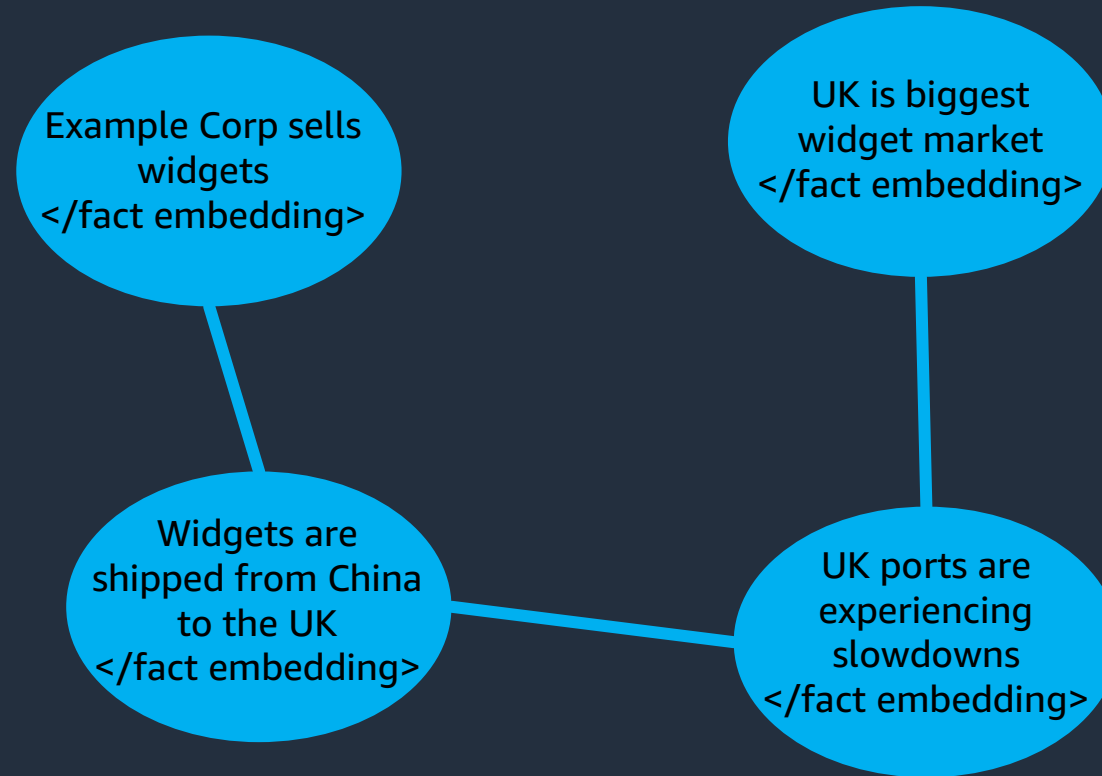 Example Corp sells
widgets
</fact embedding>
UK is biggest
widget market
</fact embedding>
Widgets are
shipped from China
to the UK
</fact embedding>
UK ports are
experiencing
slowdowns
</fact embedding>